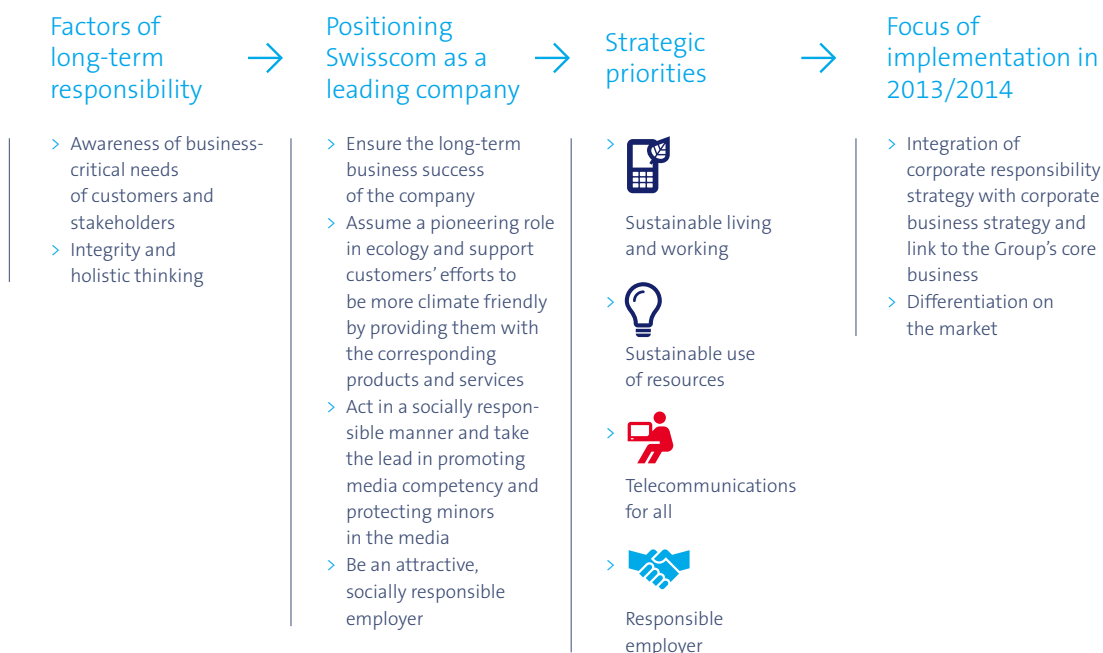 Factors of
long-term
responsibility
> Awareness of business-
critical needs
of customers and
stakeholders
> Integrity and
holistic thinking
Positioning
Swisscom as a
leading company
> Ensure the long-term
business success
of the company
> Assume a pioneering role
in ecology and support
customers’ efforts to
be more climate friendly
by providing them with
the corresponding
products and services
> Act in a socially respon-
sible manner and take
the lead in promoting
media competency and
protecting minors
in the media
> Be an attractive,
socially responsible
employer
Strategic
priorities
>
Sustainable living
and working
>
Sustainable use
of resources
>
Telecommunications
for all
>
Responsible
employer
Focus of
implementation in
2013/2014
> Integration of
corporate responsibility
strategy with corporate
business strategy and
link to the Group’s core
business
> Differentiation on
the market